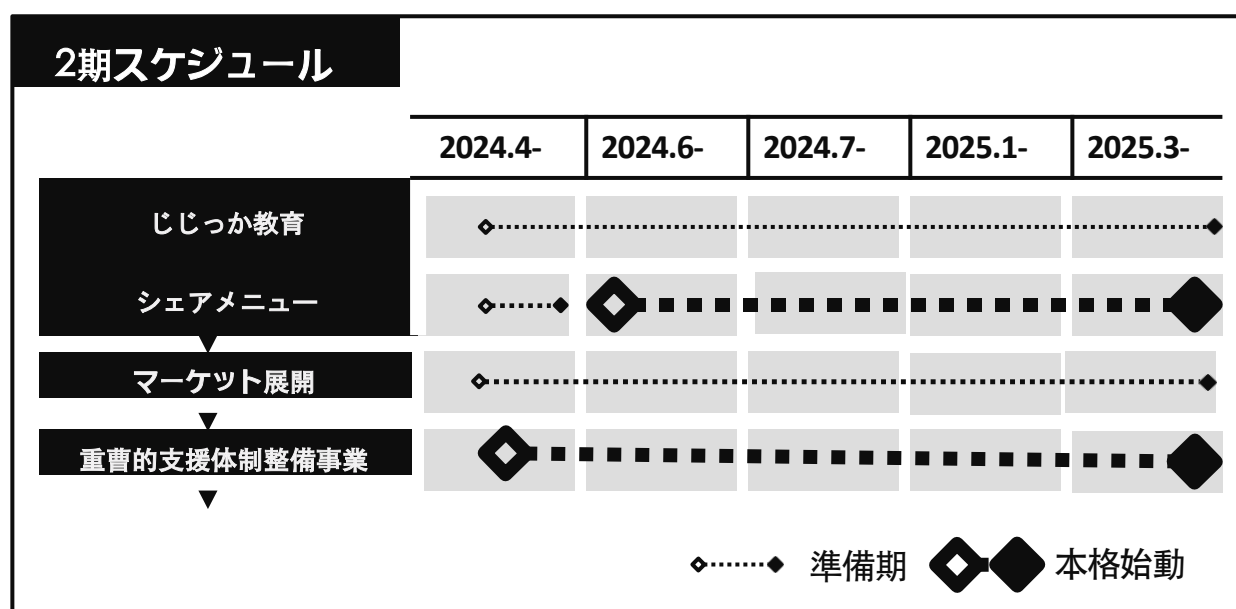 2期スケジュール
2024.4- 2024.6- 2024.7- 2025.1- 2025.3-
じじっか教育
シェアメニュー
マーケット展開
重曹的支援体制整備事業
準備期 本格始動